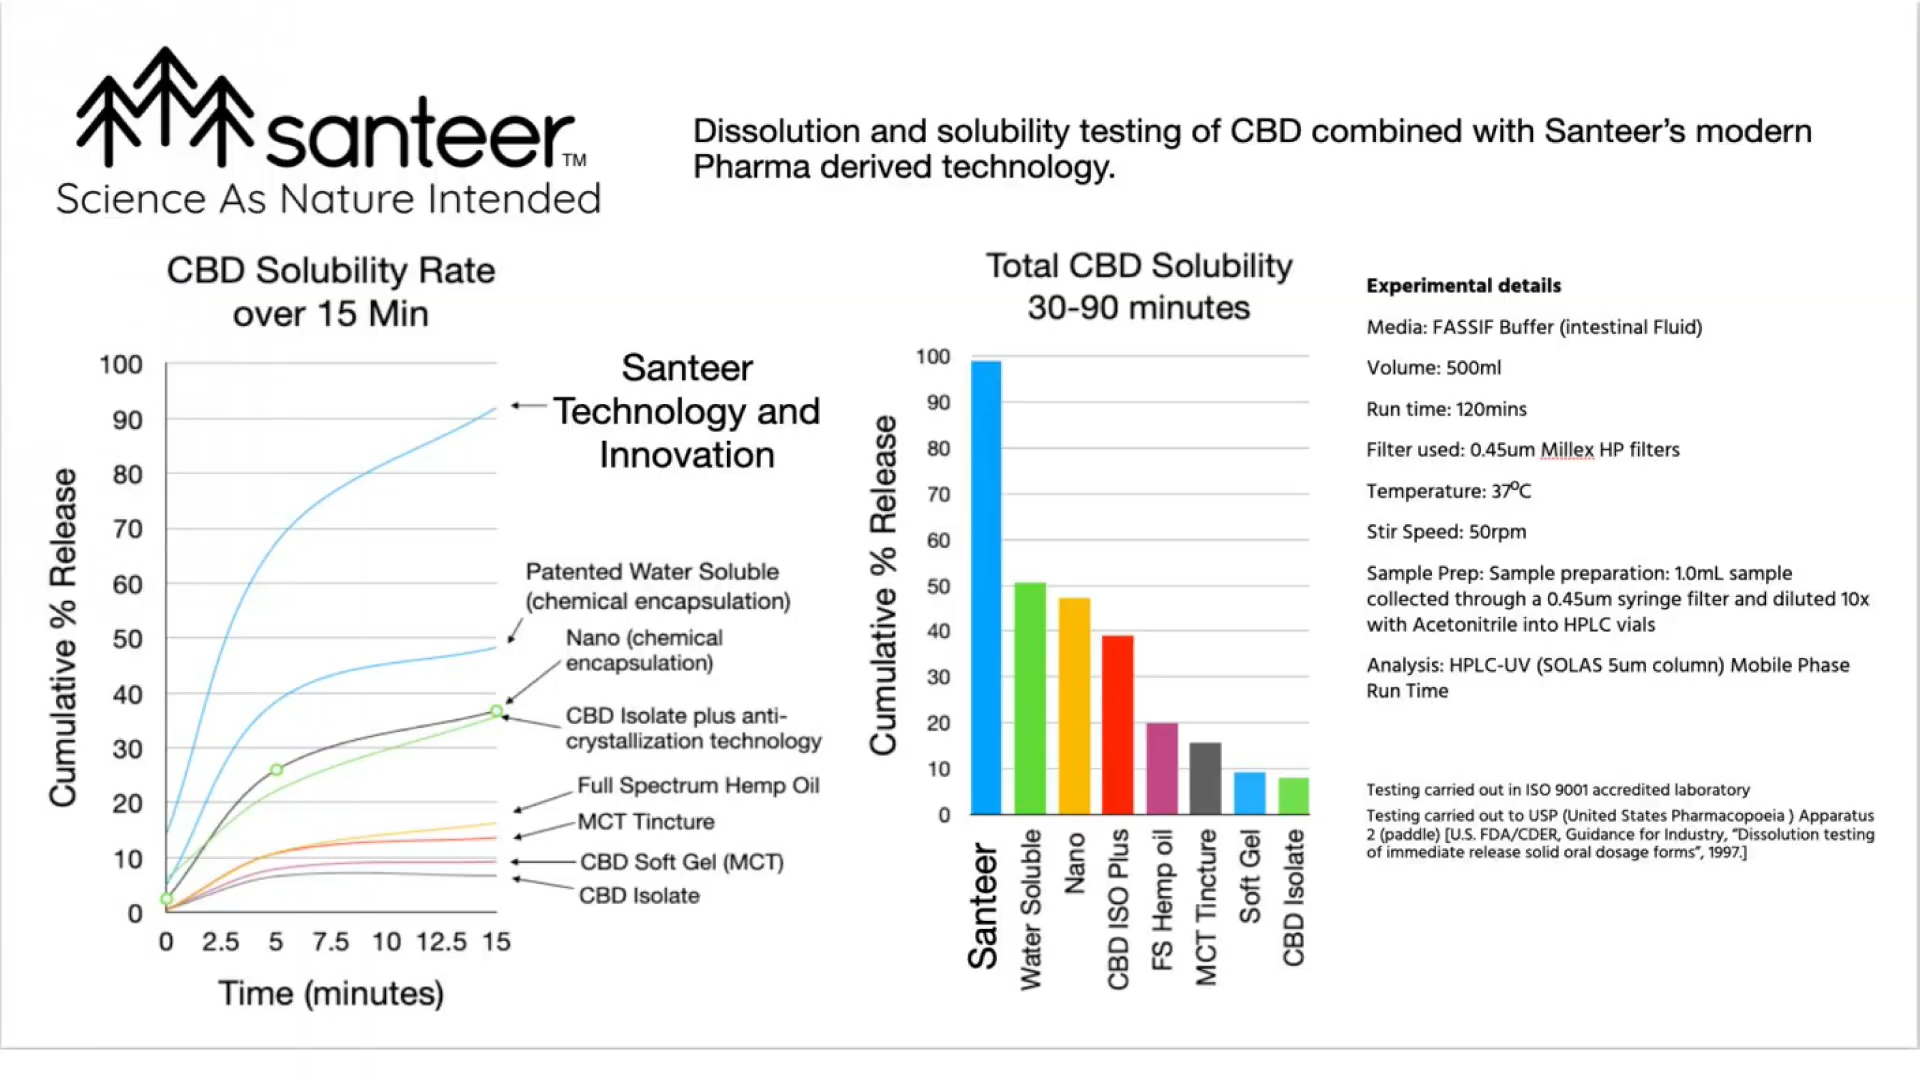 santeer™
Science As Nature Intended
Dissolution and solubility testing of CBD combined with Santeer's modern
Pharma derived technology.
CBD Solubility Rate
over 15 Min
Cumulative % Release
100
90
80
70
60
50
40
30
20
10
0
0 2.5 5 7.5 10 12.5 15
Time (minutes)
Santeer
Technology and
Innovation
Patented Water Soluble
(chemical encapsulation)
Nano (chemical
encapsulation)
CBD Isolate plus anti-
crystallization technology
Full Spectrum Hemp Oil
MCT Tincture
CBD Soft Gel (MCT)
CBD Isolate
Total CBD Solubility
30-90 minutes
Cumulative % Release
100
90
80
70
60
50
40
30
20
10
0
Santeer
Water Soluble
Nano
CBD ISO Plus
FS Hemp oil
MCT Tincture
Soft Gel
CBD Isolate
Experimental details
Media: FASSIF Buffer (intestinal Fluid)
Volume: 500ml
Run time: 120mins
Filter used: 0.45um Millex HP filters
Temperature: 37ºC
Stir Speed: 50rpm
Sample Prep: Sample preparation: 1.0mL sample
collected through a 0.45um syringe filter and diluted 10x
with Acetonitrile into HPLC vials
Analysis: HPLC-UV (SOLAS 5um column) Mobile Phase
Run Time
Testing carried out in ISO 9001 accredited laboratory
Testing carried out to USP (United States Pharmacopoeia ) Apparatus
2 (paddle) [U.S. FDA/CDER, Guidance for Industry, "Dissolution testing
of immediate release solid oral dosage forms", 1997.]